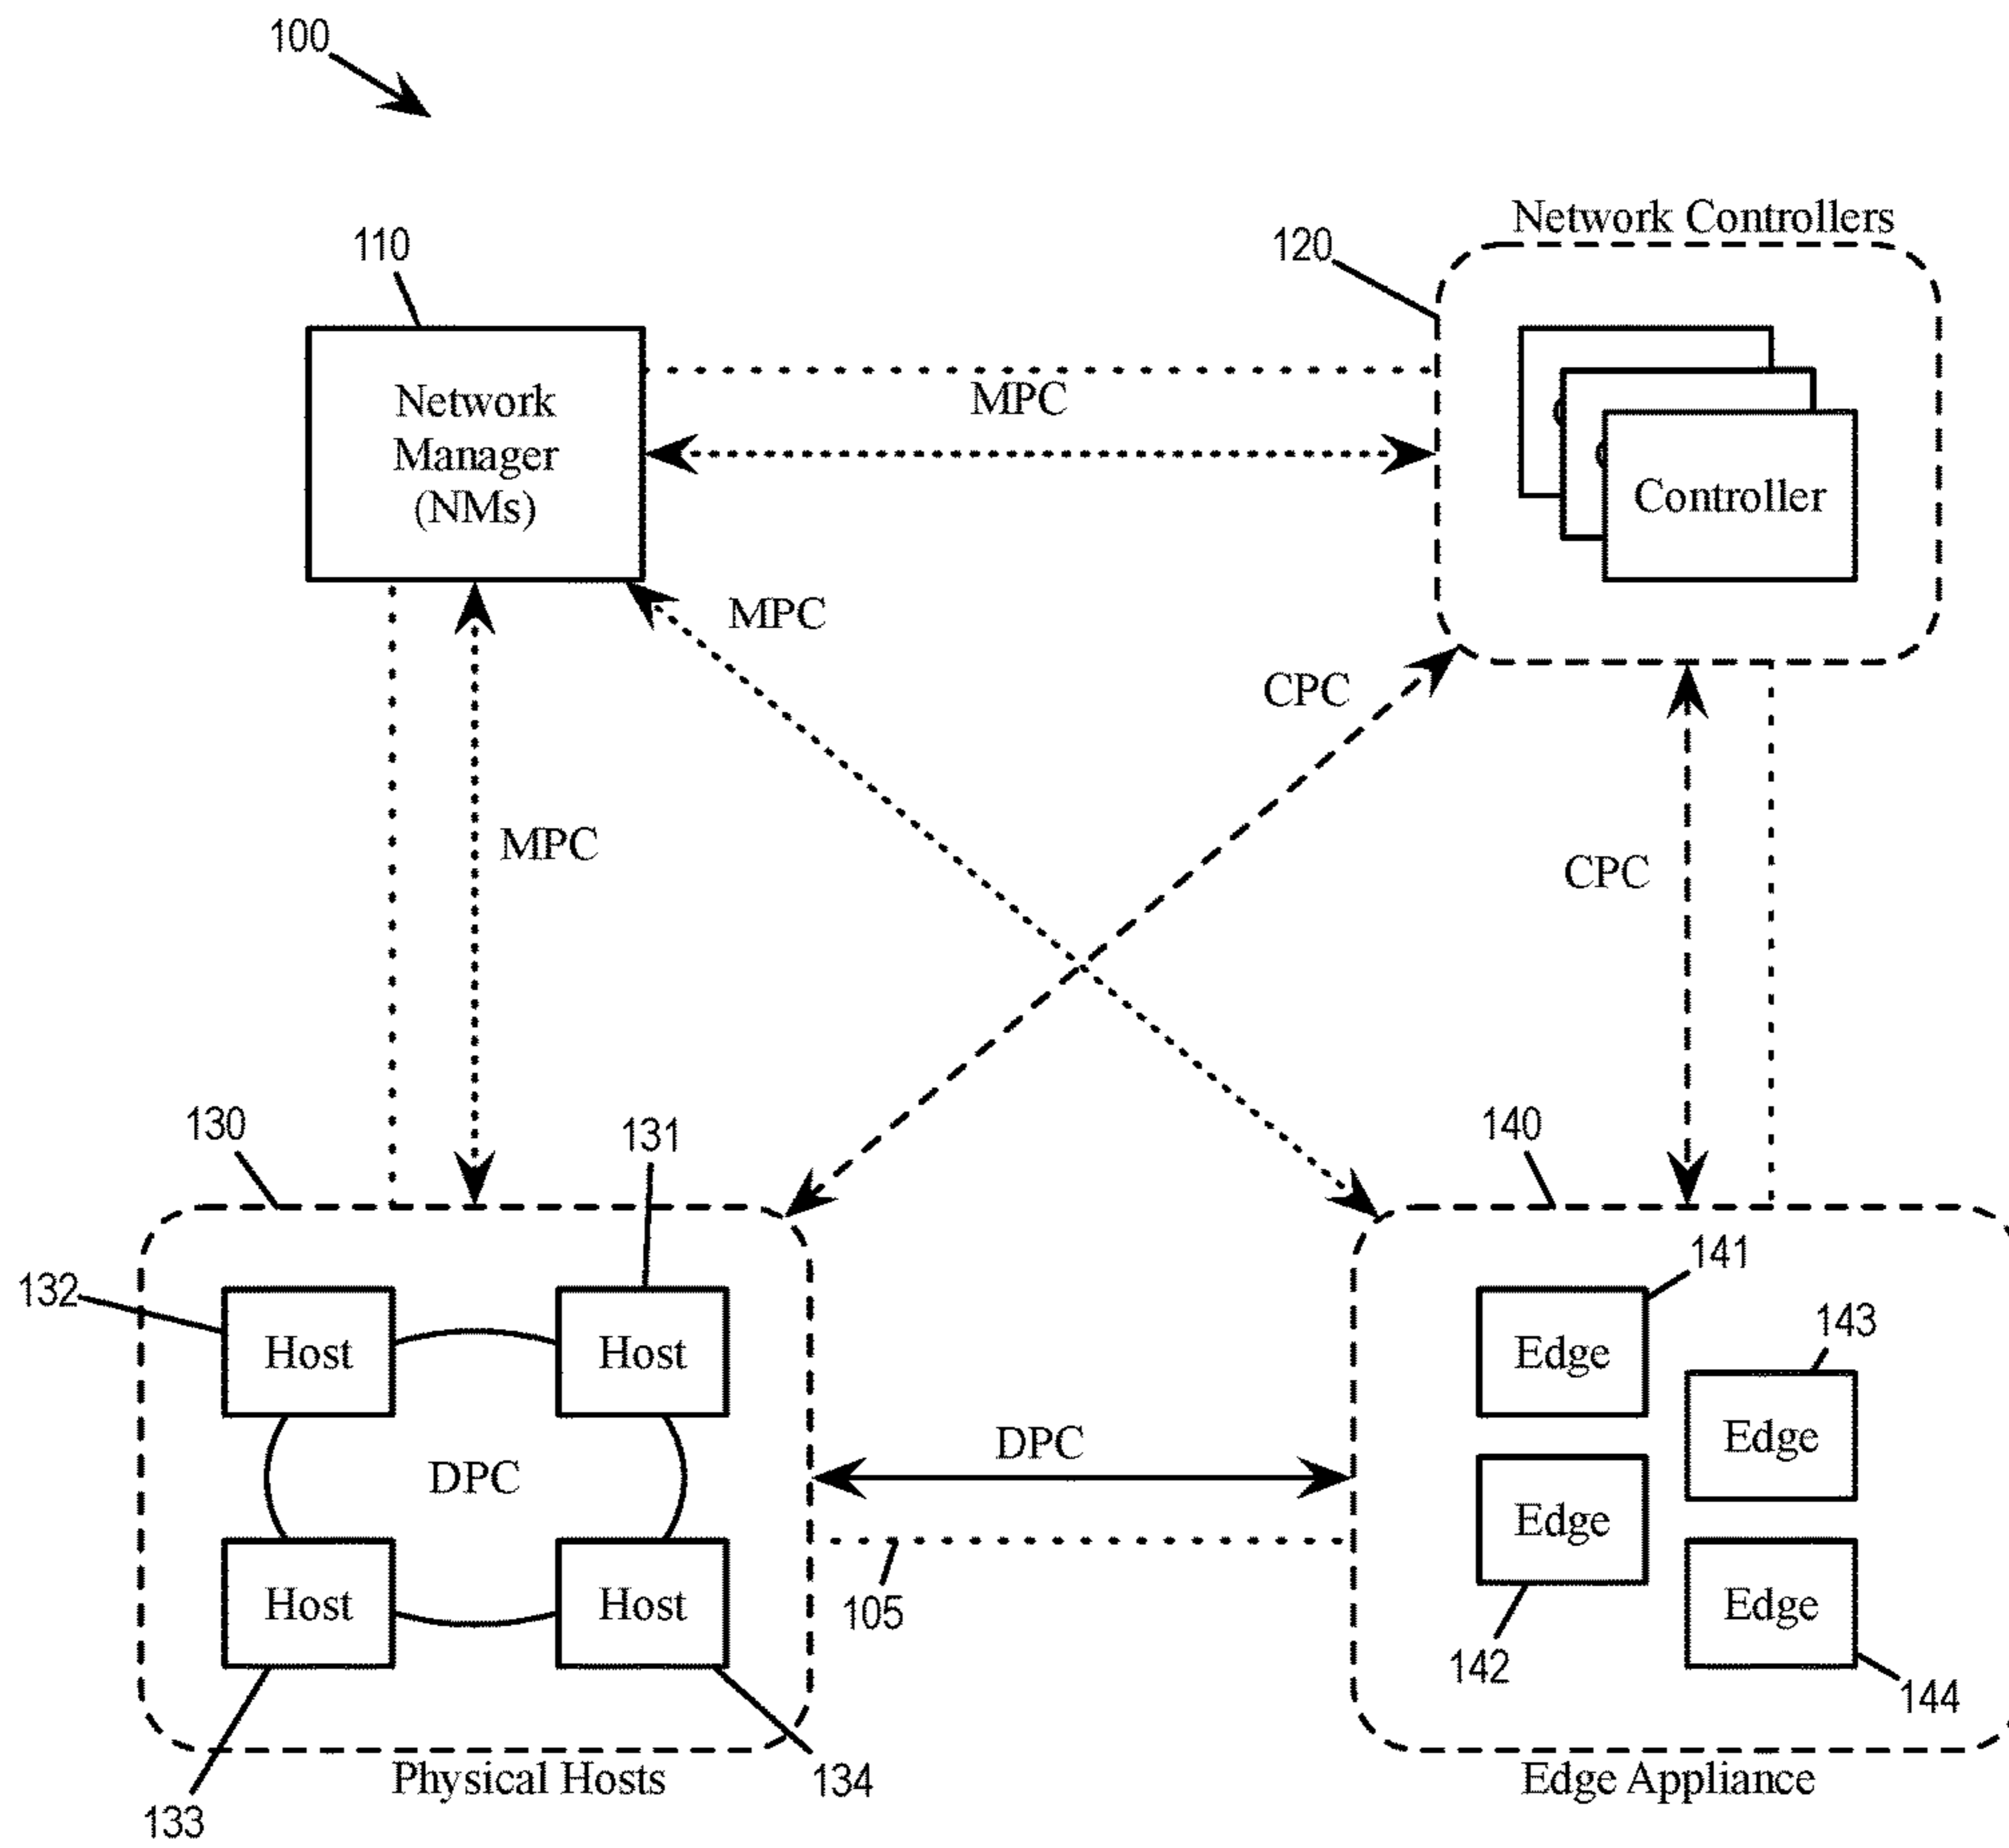 100
Network Controllers
110
120
Network
Manager
(NMs)
MPC
Controller
MPC
CPC
MPC
CPC
130
131
140
132
141
143
Host
Host
Edge
Edge
DPC
DPC
Edge
Host
Host
105
Edge
142
144
Physical Hosts
134
Edge Appliance
133